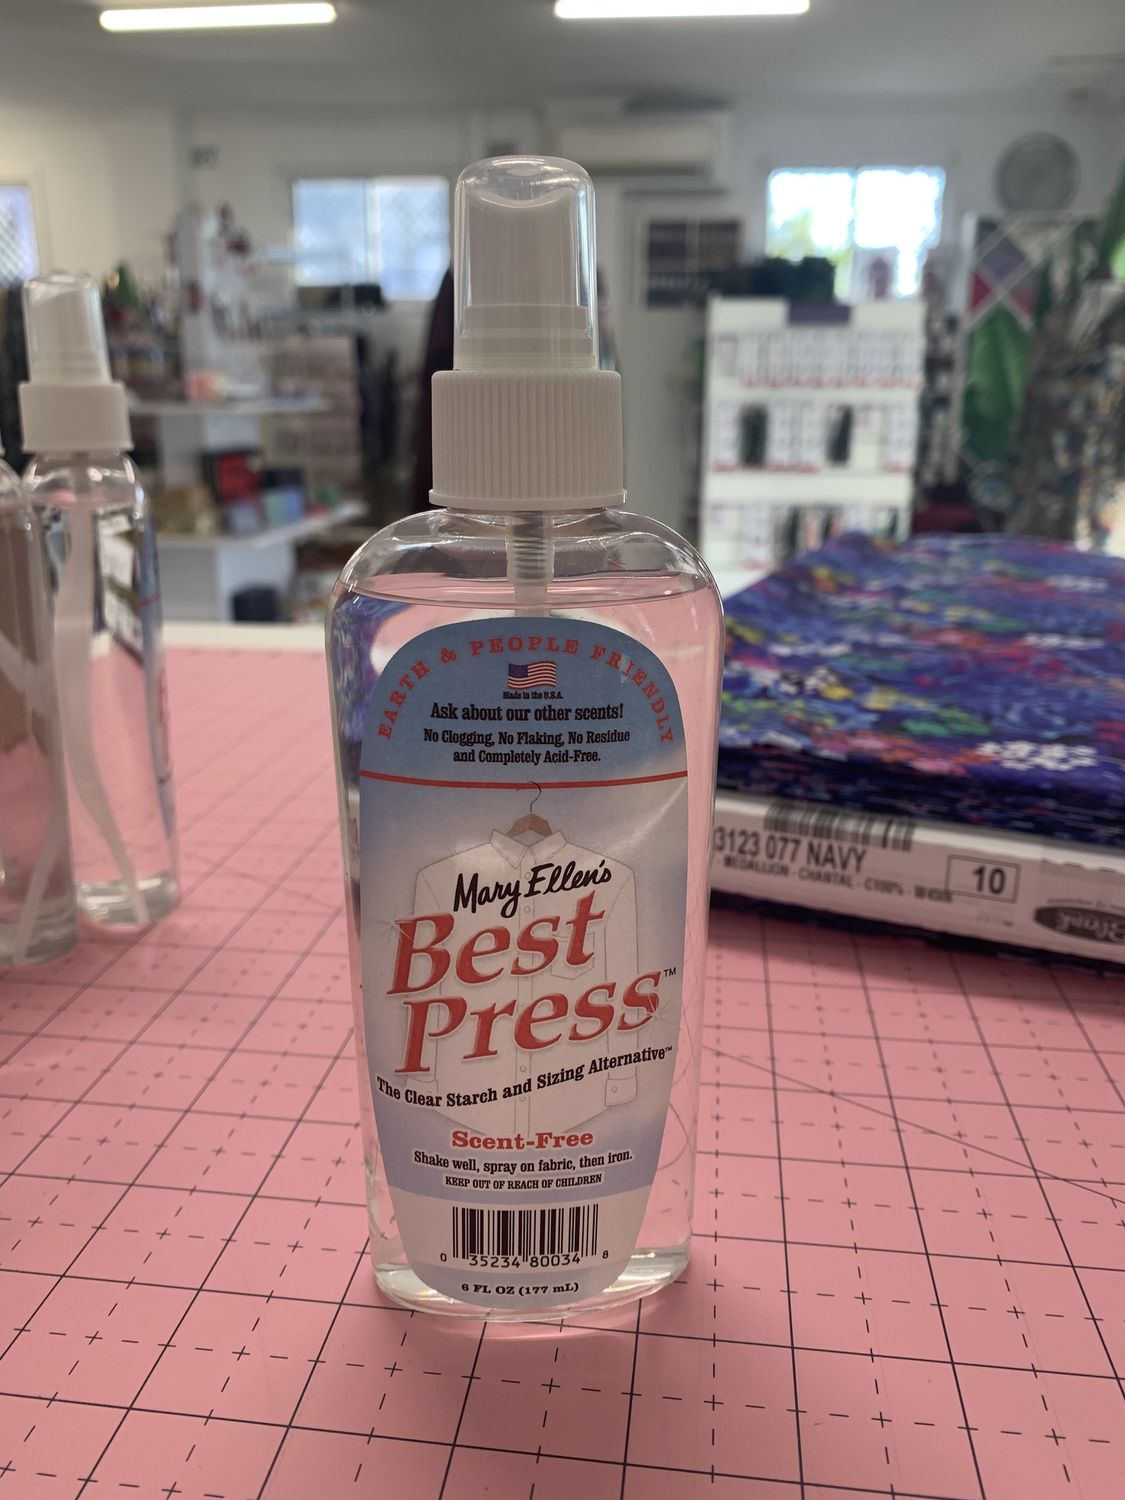 EARTH & PEOPLE FRIENDLY
Made in the U.S.A.
Ask about our other scents!
No Clogging, No Flaking, No Residue
and Completely Acid-Free.
Mary Ellen's
Best
Press™
The Clear Starch and Sizing Alternative™
Scent-Free
Shake well, spray on fabric, then iron.
KEEP OUT OF REACH OF CHILDREN
0 35234 80034 8
6 FL OZ (177 mL)
3123 077 NAVY
MEDALLION - CHANTAL - C100%
10